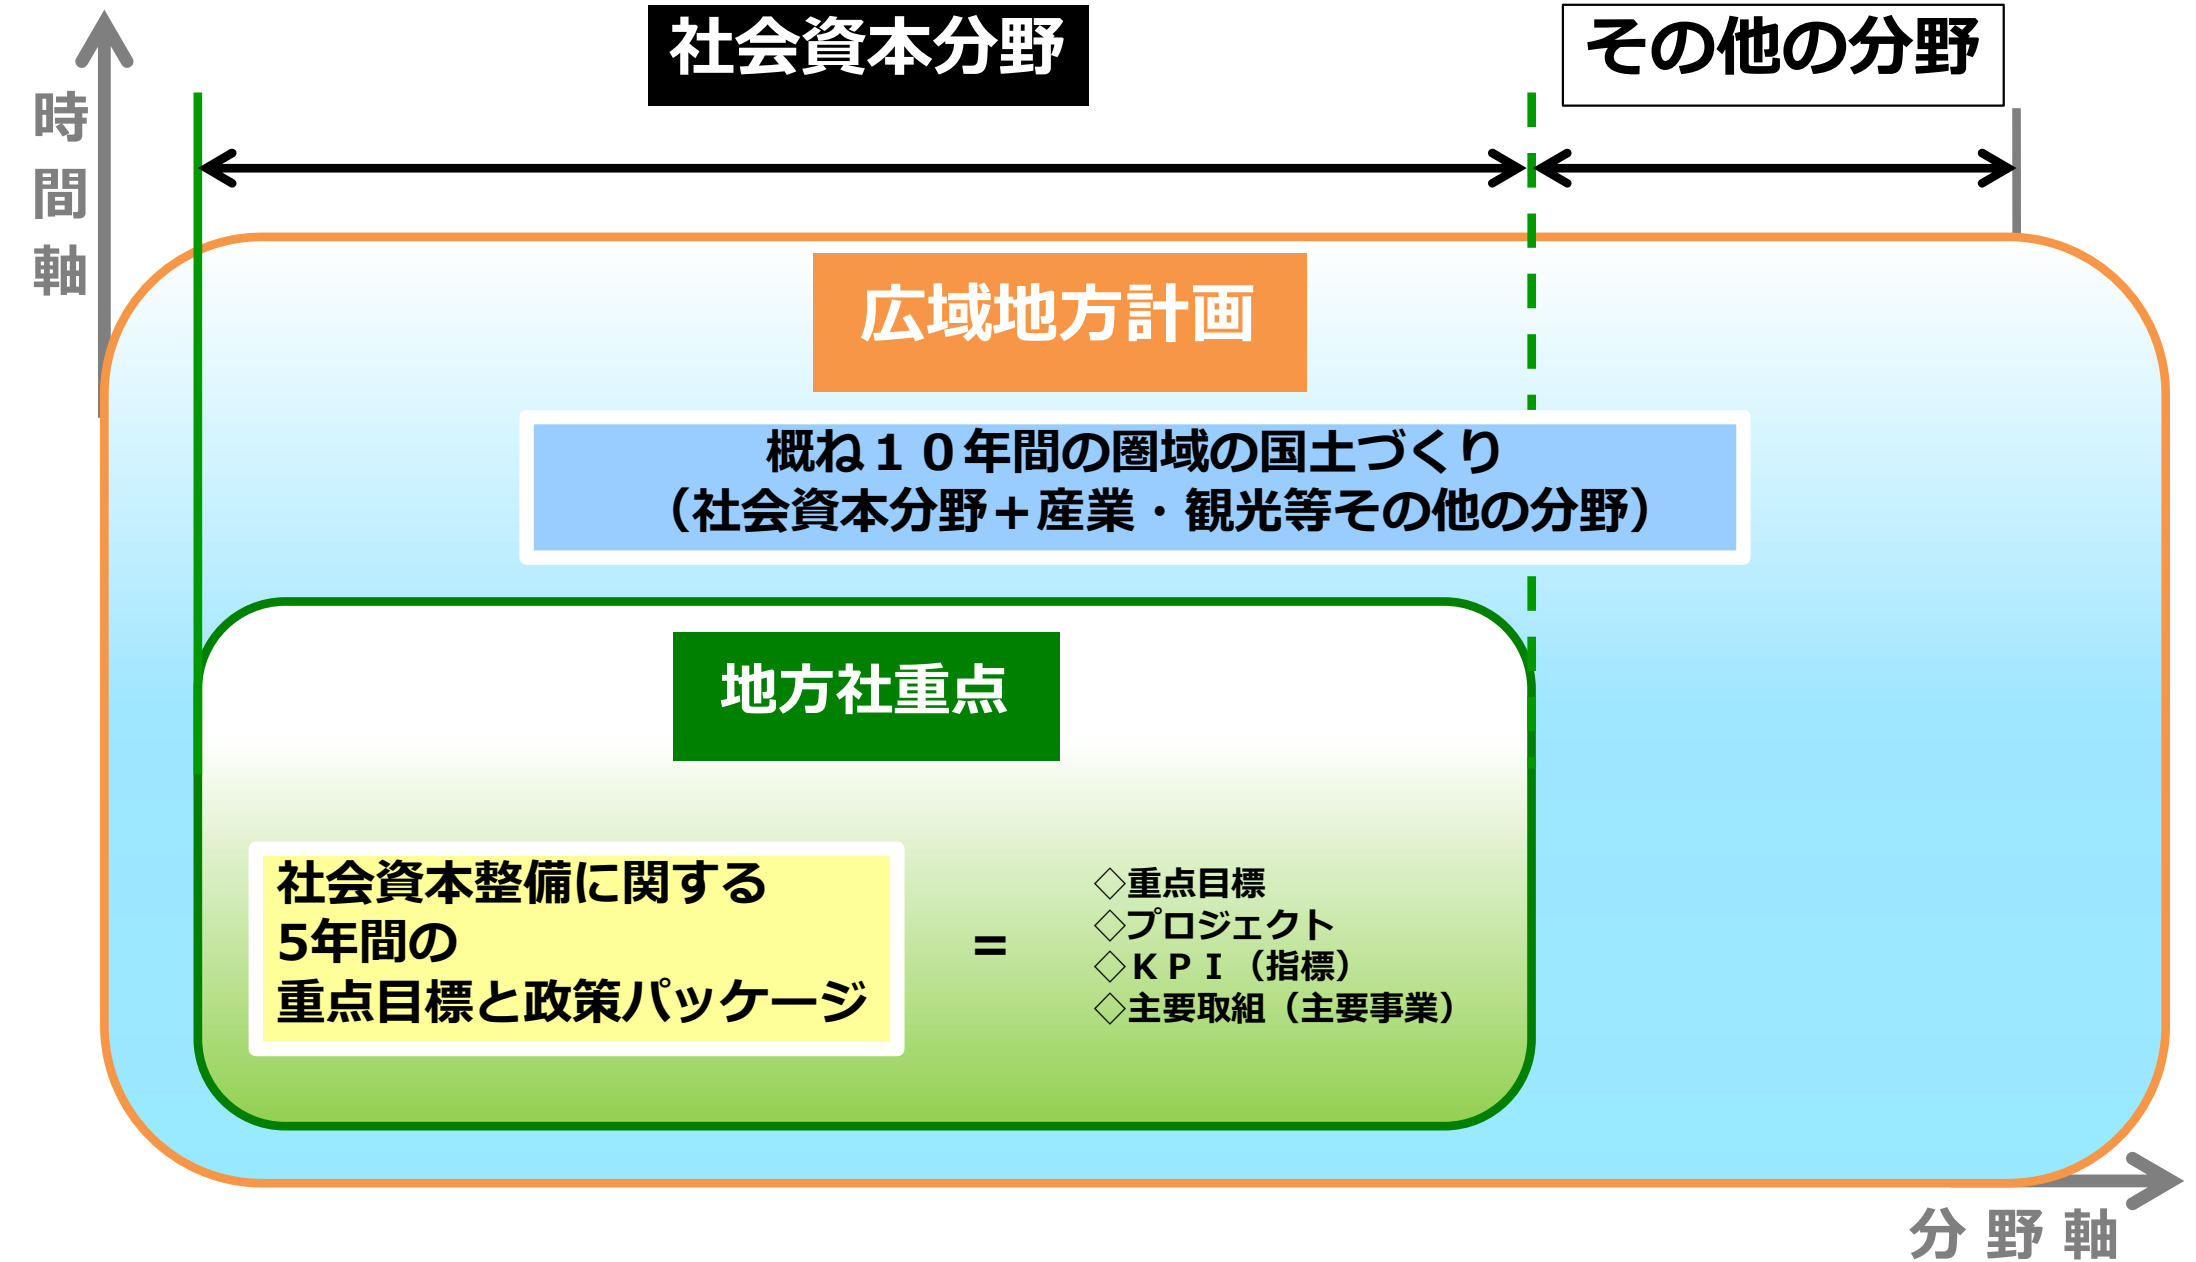 社会資本分野
その他の分野
時間軸
広域地方計画
概ね１０年間の圏域の国土づくり
（社会資本分野＋産業・観光等その他の分野）
地方社重点
社会資本整備に関する
5年間の
重点目標と政策パッケージ
＝
◇重点目標
◇プロジェクト
◇ＫＰＩ（指標）
◇主要取組（主要事業）
分野軸